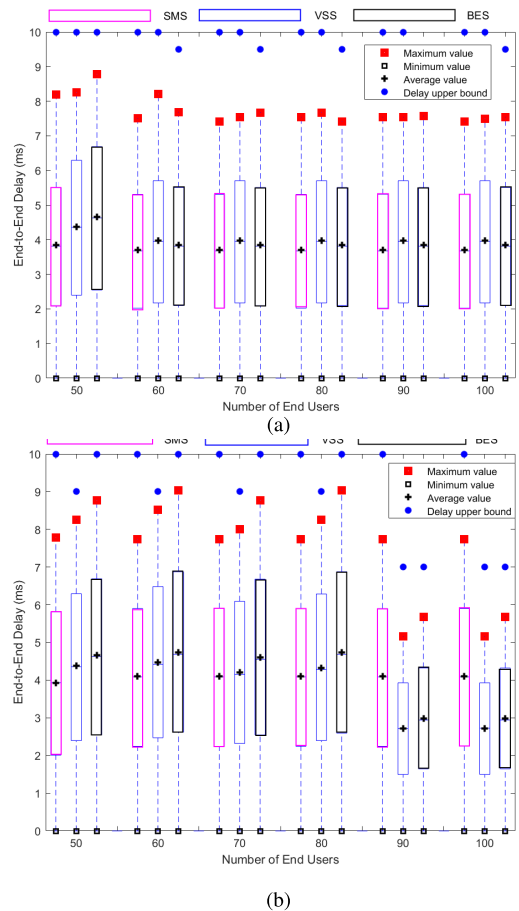 SMS VSS BES
10
9
8
7
6
5
4
3
2
1
0
End-to-End Delay (ms)
Maximum value
Minimum value
Average value
Delay upper bound
50 60 70 80 90 100
Number of End Users
(a)
SMS VSS BES
10
9
8
7
6
5
4
3
2
1
0
End-to-End Delay (ms)
Maximum value
Minimum value
Average value
Delay upper bound
50 60 70 80 90 100
Number of End Users
(b)